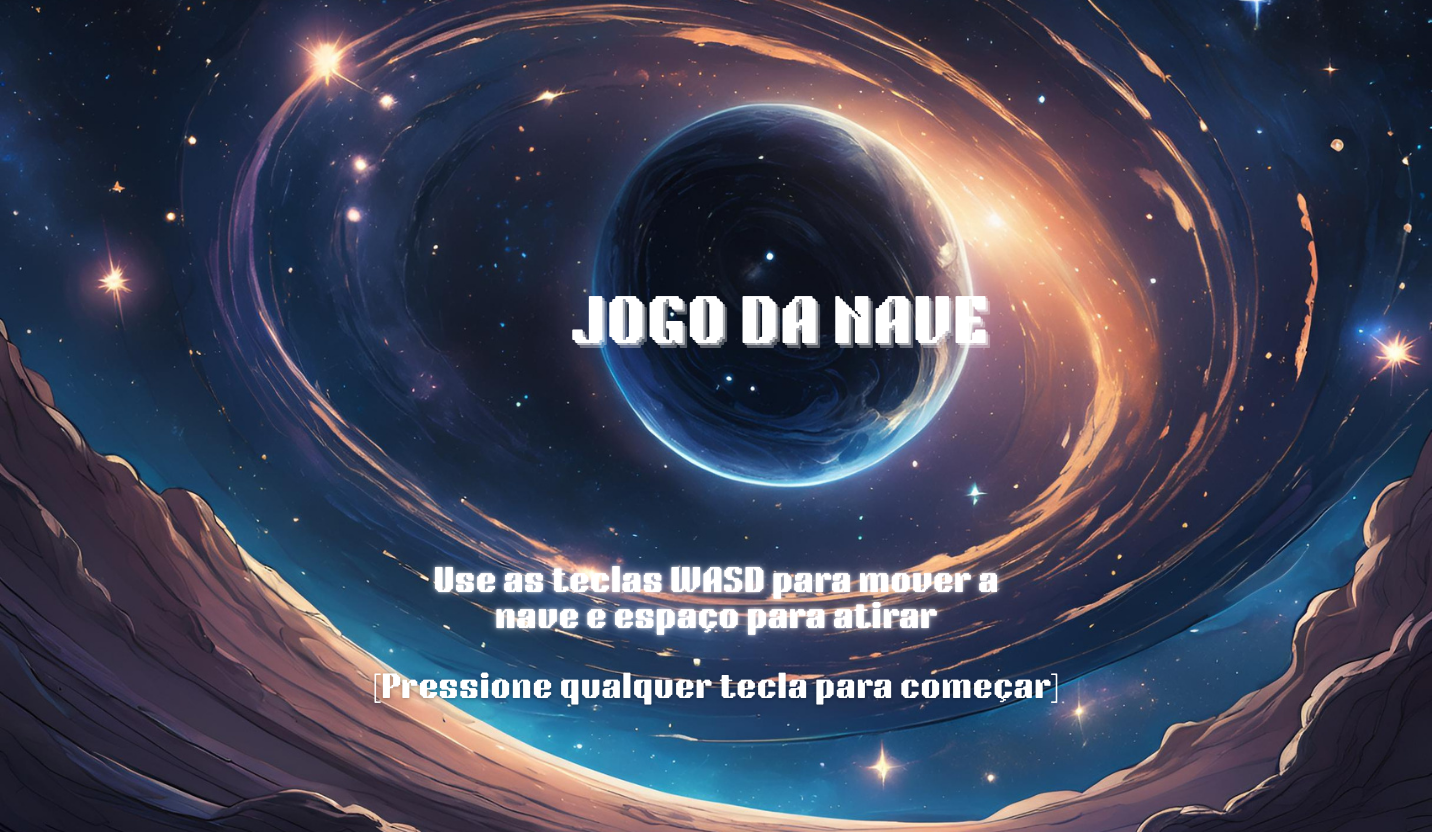 JOGO DA NAVE
Use as teclas WASD para mover a
nave e espaço para atirar
[Pressione qualquer tecla para começar]